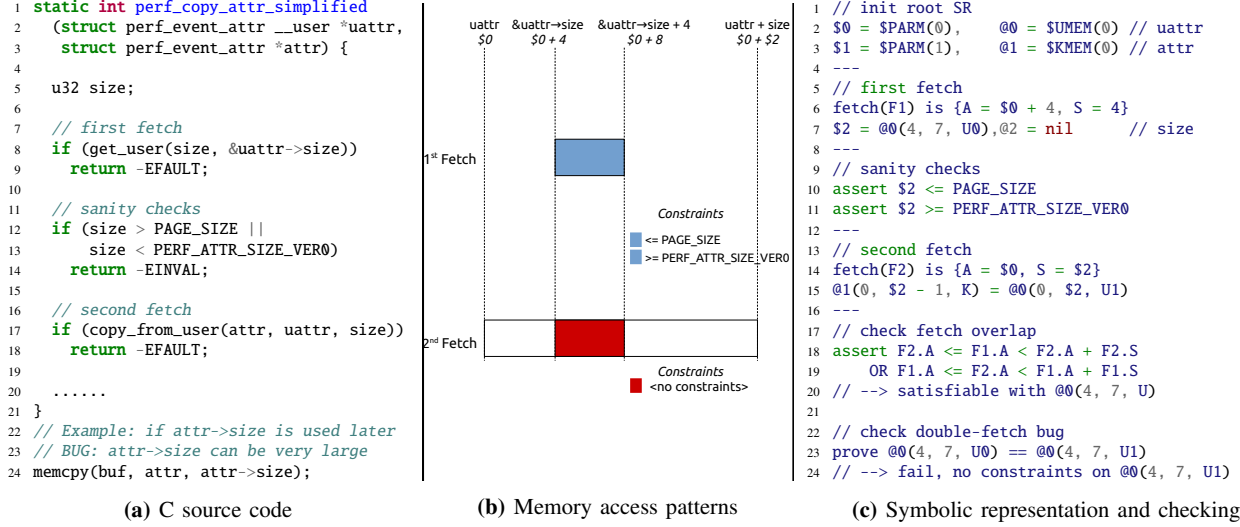 1 static int perf_copy_attr_simplified
2 (struct perf_event_attr __user *uattr,
3 struct perf_event_attr *attr) {
4
5 u32 size;
6
7 // first fetch
8 if (get_user(size, &uattr->size))
9 return -EFAULT;
10
11 // sanity checks
12 if (size > PAGE_SIZE ||
13 size < PERF_ATTR_SIZE_VER0)
14 return -EINVAL;
15
16 // second fetch
17 if (copy_from_user(attr, uattr, size))
18 return -EFAULT;
19
20 ......
21 }
22 // Example: if attr->size is used later
23 // BUG: attr->size can be very large
24 memcpy(buf, attr, attr->size);
(a) C source code
uattr &uattr→size &uattr→size + 4 uattr + size
$0 $0 + 4 $0 + 8 $0 + $2
1st Fetch
Constraints
<= PAGE_SIZE
>= PERF_ATTR_SIZE_VER0
2nd Fetch
Constraints
<no constraints>
(b) Memory access patterns
1 // init root SR
2 $0 = $PARM(0), @0 = $UMEM(0) // uattr
3 $1 = $PARM(1), @1 = $KMEM(0) // attr
4 ---
5 // first fetch
6 fetch(F1) is {A = $0 + 4, S = 4}
7 $2 = @0(4, 7, U0),@2 = nil // size
8 ---
9 // sanity checks
10 assert $2 <= PAGE_SIZE
11 assert $2 >= PERF_ATTR_SIZE_VER0
12 ---
13 // second fetch
14 fetch(F2) is {A = $0, S = $2}
15 @1(0, $2 - 1, K) = @0(0, $2, U1)
16 ---
17 // check fetch overlap
18 assert F2.A <= F1.A < F2.A + F2.S
19 OR F1.A <= F2.A < F1.A + F1.S
20 // --> satisfiable with @0(4, 7, U)
21
22 // check double-fetch bug
23 prove @0(4, 7, U0) == @0(4, 7, U1)
24 // --> fail, no constraints on @0(4, 7, U1)
(c) Symbolic representation and checking